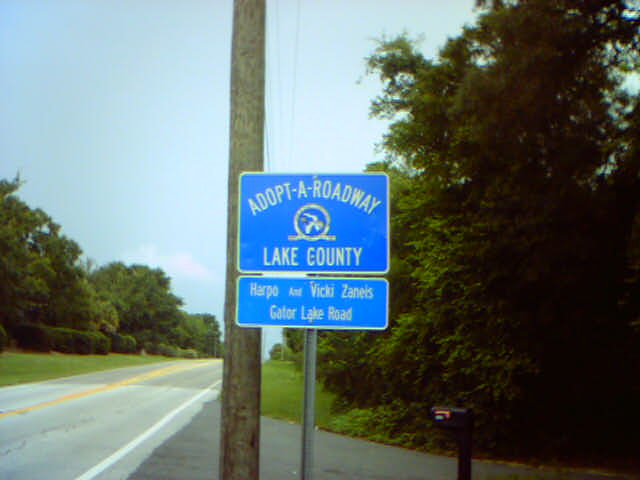 ADOPT-A-ROADWAY
LAKE COUNTY
Harpo And Vicki Zaneis
Gator Lake Road